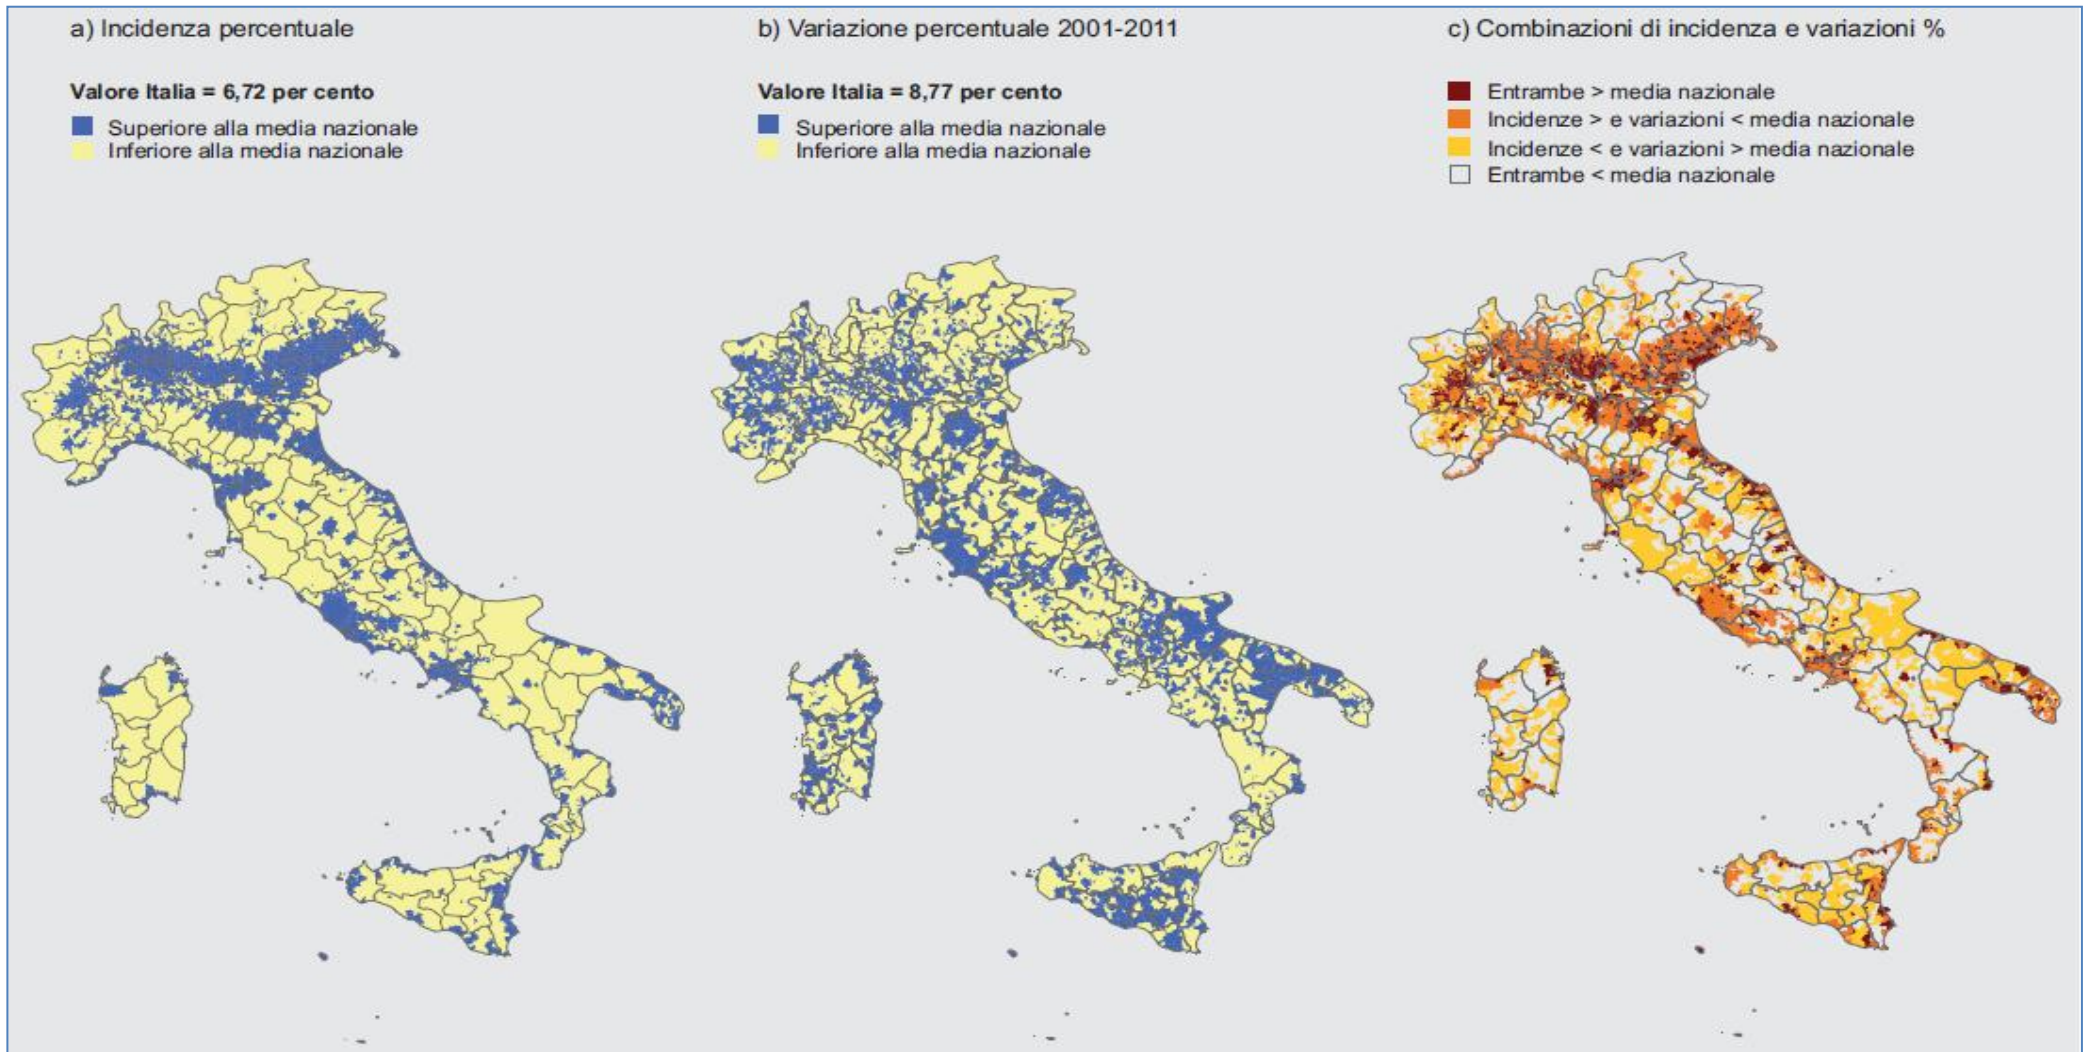 a) Incidenza percentuale
Valore Italia = 6,72 per cento
Superiore alla media nazionale
Inferiore alla media nazionale
b) Variazione percentuale 2001-2011
Valore Italia = 8,77 per cento
Superiore alla media nazionale
Inferiore alla media nazionale
c) Combinazioni di incidenza e variazioni %
Entrambe > media nazionale
Incidenze > e variazioni < media nazionale
Incidenze < e variazioni > media nazionale
Entrambe < media nazionale